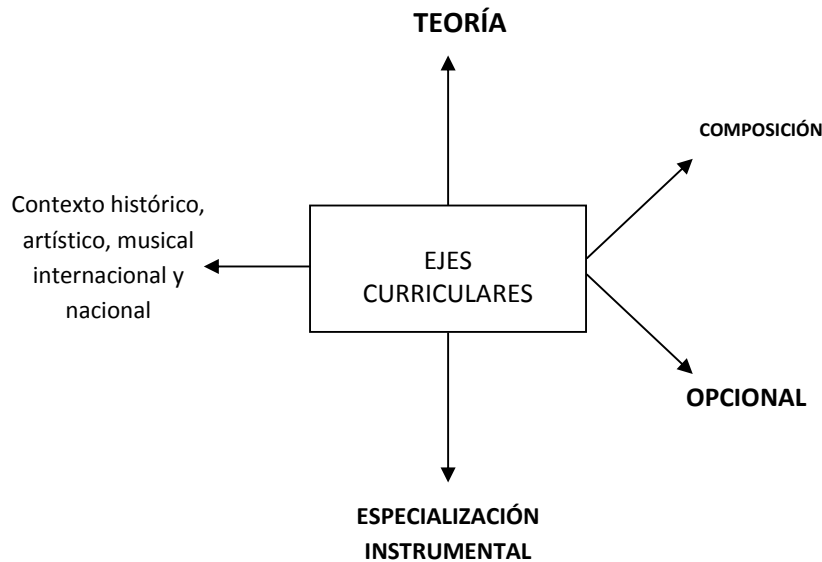 TEORÍA
COMPOSICIÓN
Contexto histórico,
artístico, musical
internacional y
nacional
EJES
CURRICULARES
OPCIONAL
ESPECIALIZACIÓN
INSTRUMENTAL